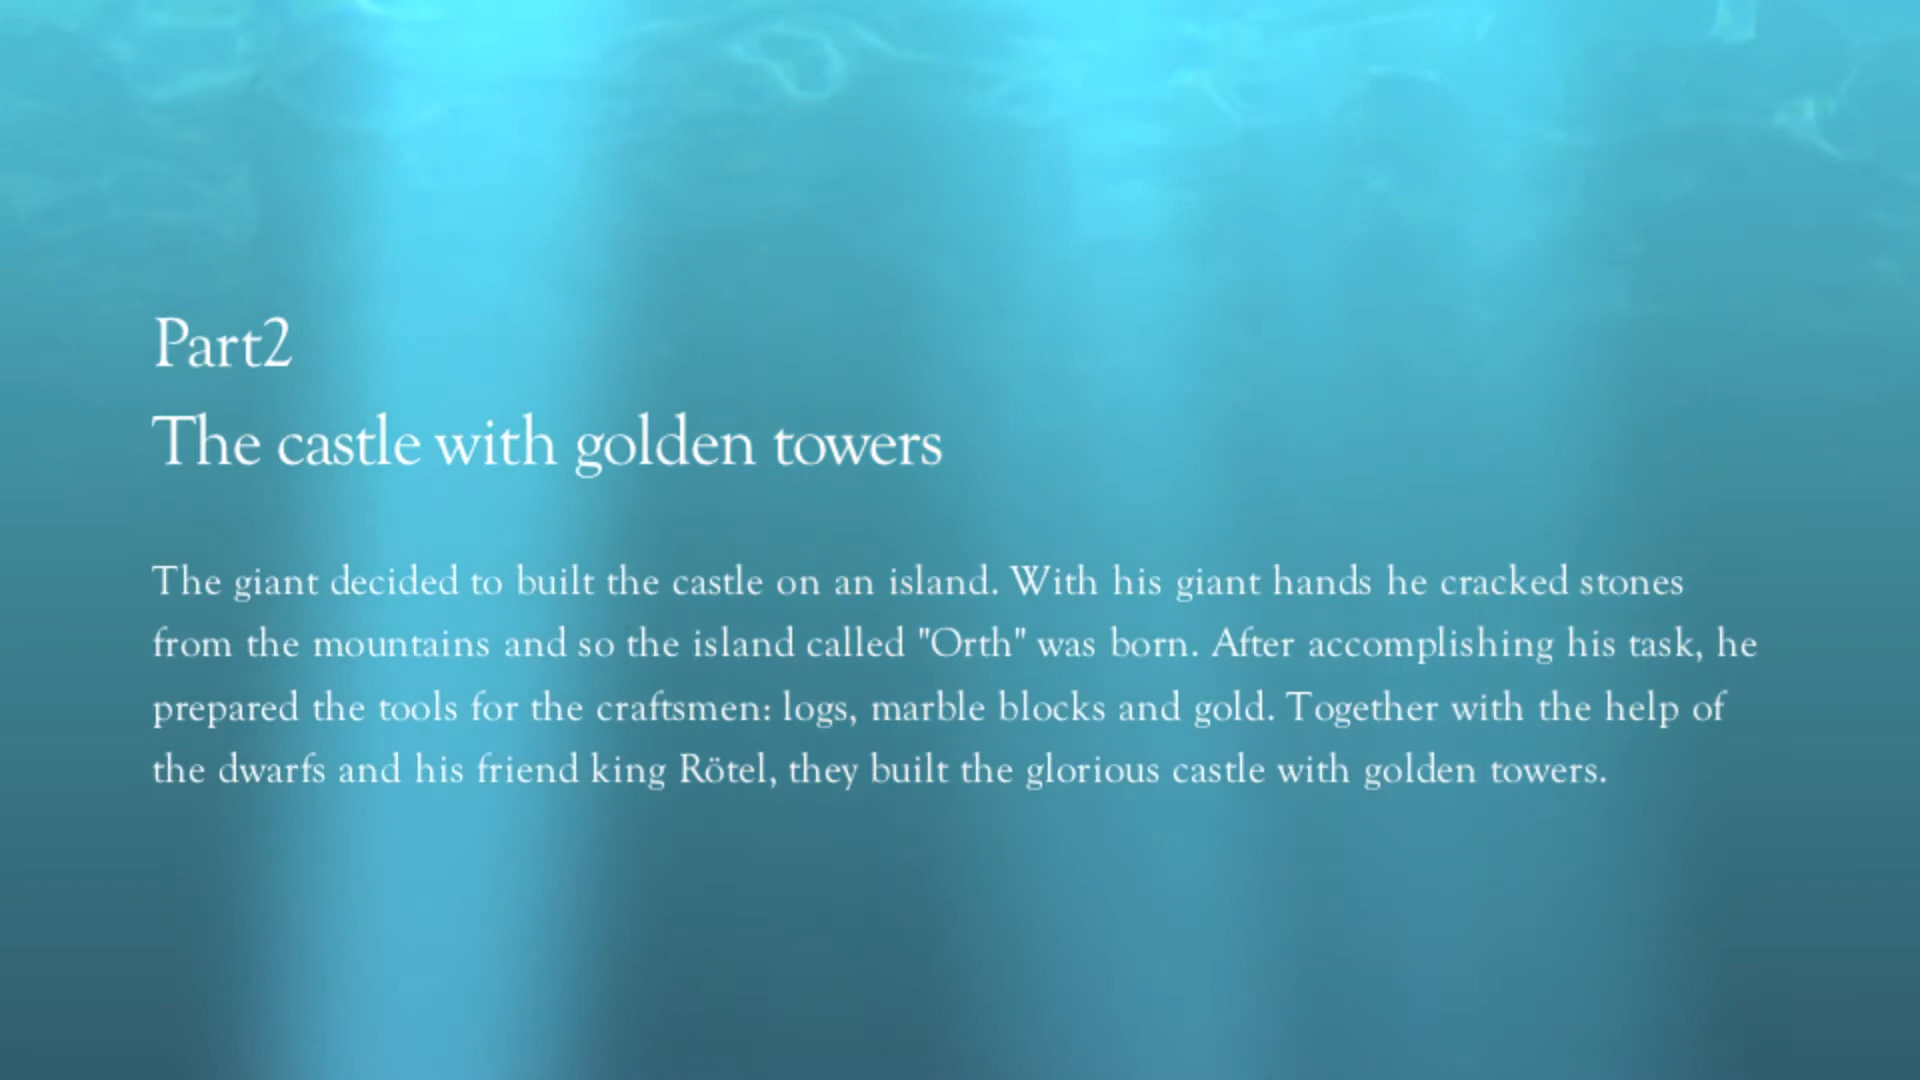 Part2
The castle with golden towers
The giant decided to built the castle on an island. With his giant hands he cracked stones
from the mountains and so the island called "Orth" was born. After accomplishing his task, he
prepared the tools for the craftsmen: logs, marble blocks and gold. Together with the help of
the dwarfs and his friend king Rötel, they built the glorious castle with golden towers.